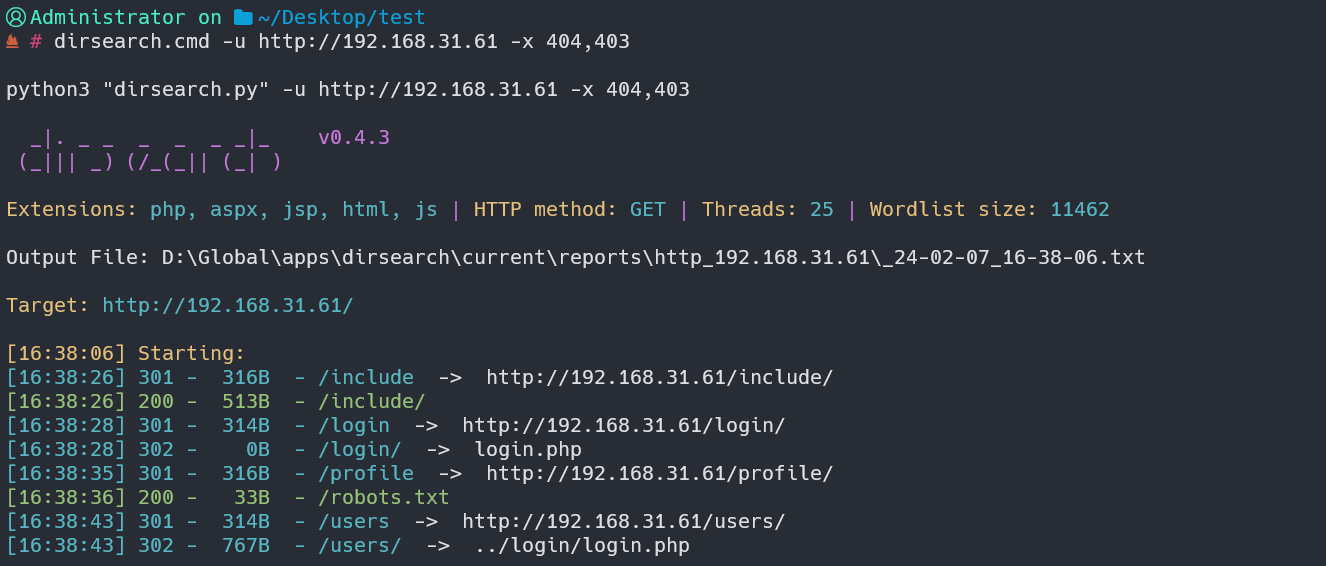 Administrator on ~/Desktop/test
# dirsearch.cmd -u http://192.168.31.61 -x 404,403
python3 "dirsearch.py" -u http://192.168.31.61 -x 404,403
_|. _ _  _  _  _ _|_    v0.4.3
(_||| _) (/_(_|| (_| )
Extensions: php, aspx, jsp, html, js | HTTP method: GET | Threads: 25 | Wordlist size: 11462
Output File: D:\Global\apps\dirsearch\current\reports\http_192.168.31.61\_24-02-07_16-38-06.txt
Target: http://192.168.31.61/
[16:38:06] Starting:
[16:38:26] 301 -  316B  - /include  ->  http://192.168.31.61/include/
[16:38:26] 200 -  513B  - /include/
[16:38:28] 301 -  314B  - /login  ->  http://192.168.31.61/login/
[16:38:28] 302 -    0B  - /login/  ->  login.php
[16:38:35] 301 -  316B  - /profile  ->  http://192.168.31.61/profile/
[16:38:36] 200 -   33B  - /robots.txt
[16:38:43] 301 -  314B  - /users  ->  http://192.168.31.61/users/
[16:38:43] 302 -  767B  - /users/  ->  ../login/login.php